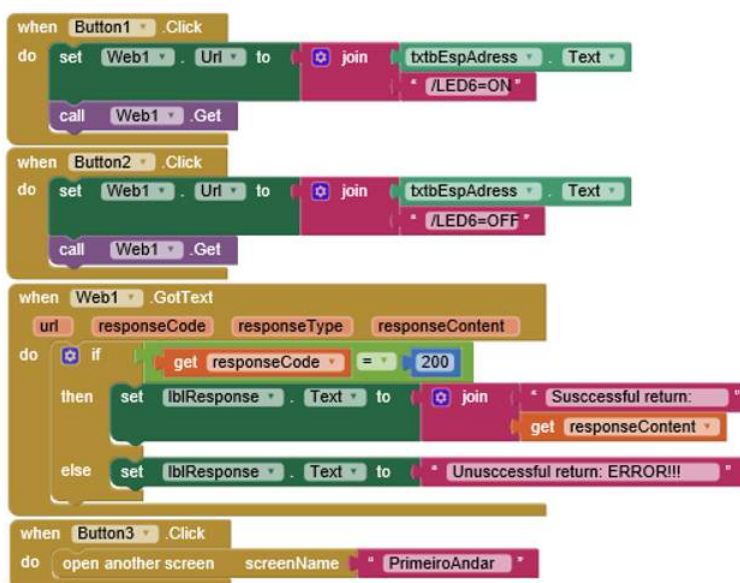 when Button1 .Click
do set Web1 . Url to join txtbEspAdress . Text
" /LED6=ON "
call Web1 .Get
when Button2 .Click
do set Web1 . Url to join txtbEspAdress . Text
" /LED6=OFF "
call Web1 .Get
when Web1 .GotText
url responseCode responseType responseContent
do if get responseCode = 200
then set lblResponse . Text to join " Susccessful return: "
get responseContent
else set lblResponse . Text to " Unusccessful return: ERROR!!! "
when Button3 .Click
do open another screen screenName " PrimeiroAndar "